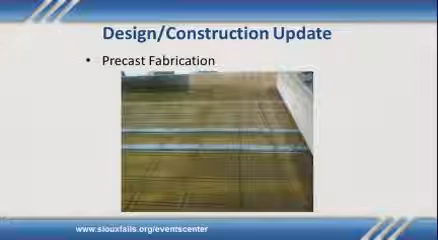 Design/Construction Update
• Precast Fabrication
www.siouxfalls.org/eventscenter